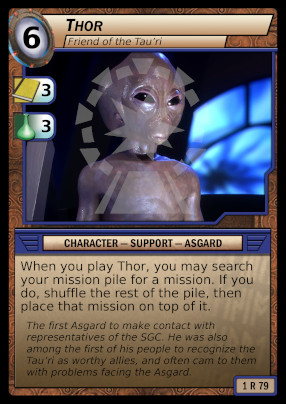 6
THOR
Friend of the Tau'ri
3
3
CHARACTER – SUPPORT – ASGARD
When you play Thor, you may search
your mission pile for a mission. If you
do, shuffle the rest of the pile, then
place that mission on top of it.
The first Asgard to make contact with
representatives of the SGC. He was also
among the first of his people to recognize the
Tau'ri as worthy allies, and often cam to them
with problems facing the Asgard.
1 R 79